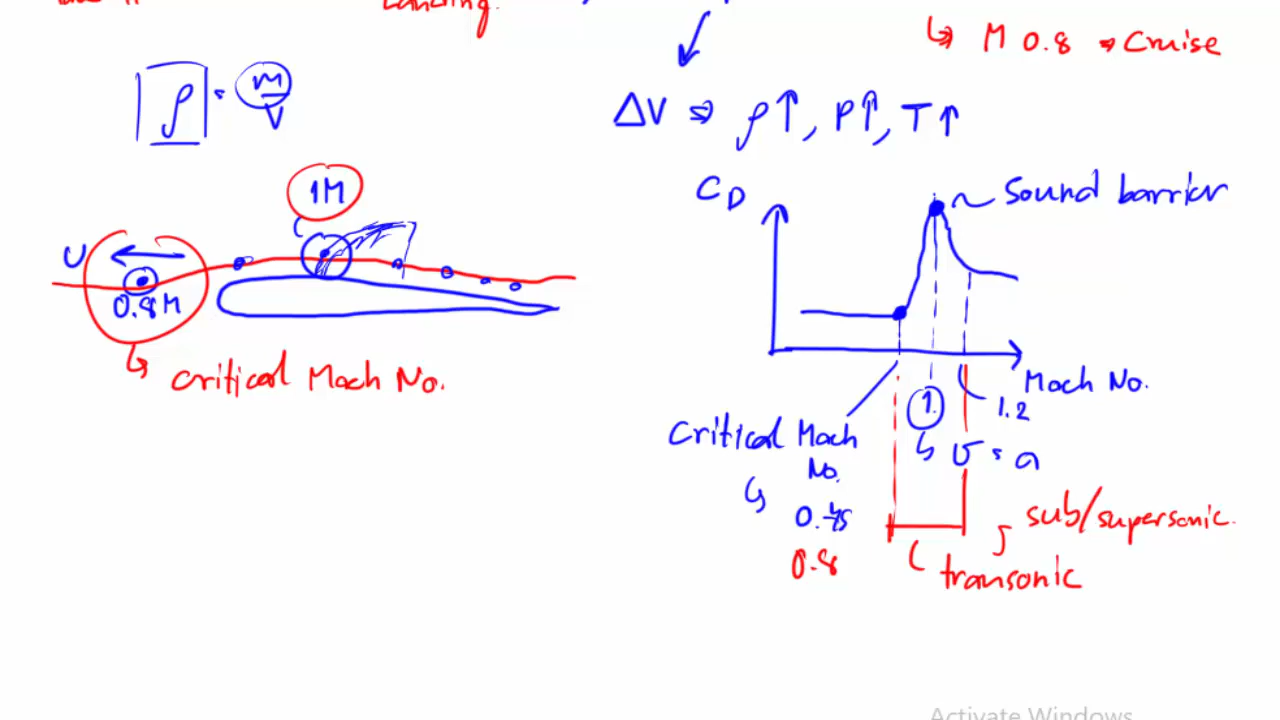 Landing.
↳ M 0.8 ⇒ Cruise
ρ = m/V
ΔV ⇒ ρ↑, P↑, T↑
1M
U
0.8M
↳ Critical Mach No.
CD
Sound barrier
Mach No.
1.
1.2
↳ U = a
Critical Mach
No.
↳ 0.75
0.8
sub/supersonic.
transonic
Activate Windows